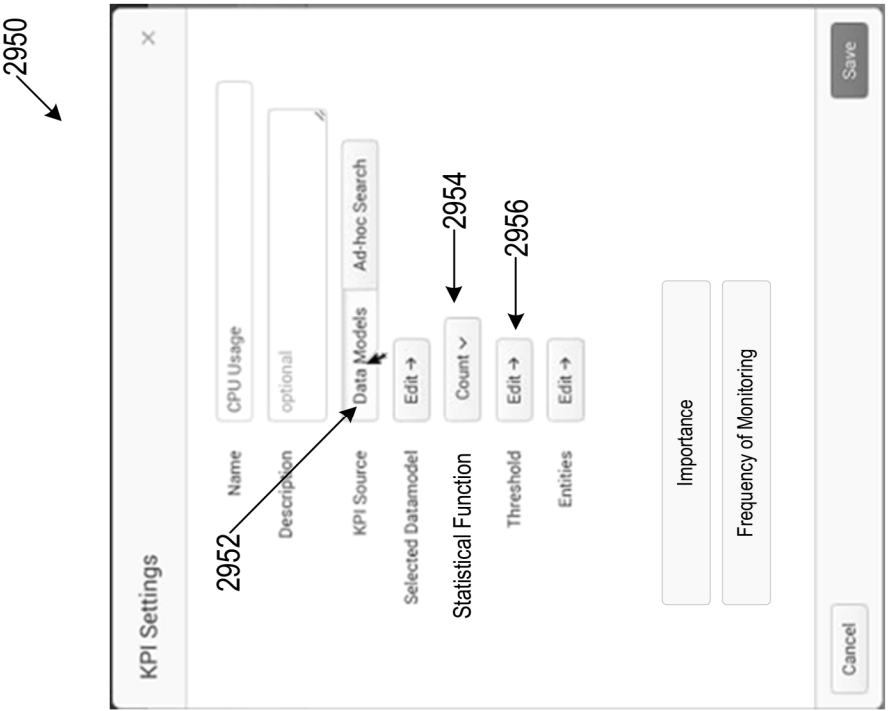 2950
KPI Settings ×
Name CPU Usage
Description optional
2952
KPI Source Data Models Ad-hoc Search
Selected Datamodel Edit →
Statistical Function Count 2954
Threshold Edit → 2956
Entities Edit →
Importance
Frequency of Monitoring
Cancel Save